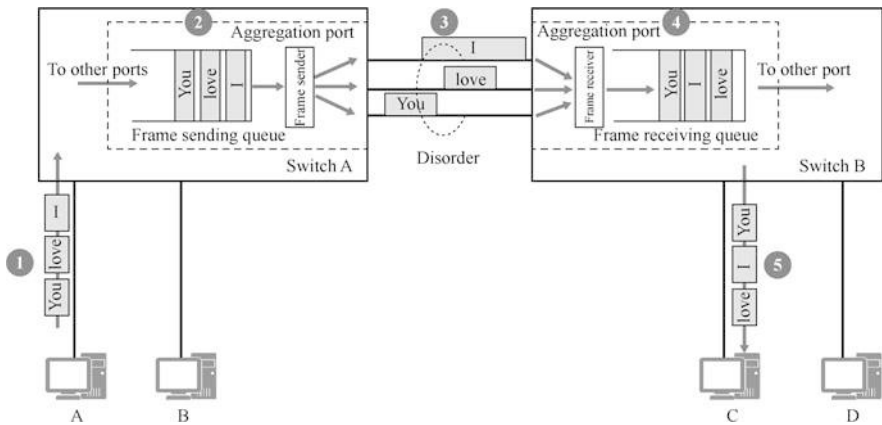 2
Aggregation port
To other ports
You
love
I
Frame sender
Frame sending queue
Switch A
3
I
love
You
Disorder
4
Aggregation port
Frame receiver
You
I
love
To other port
Frame receiving queue
Switch B
1
I
love
You
5
You
I
love
A
B
C
D